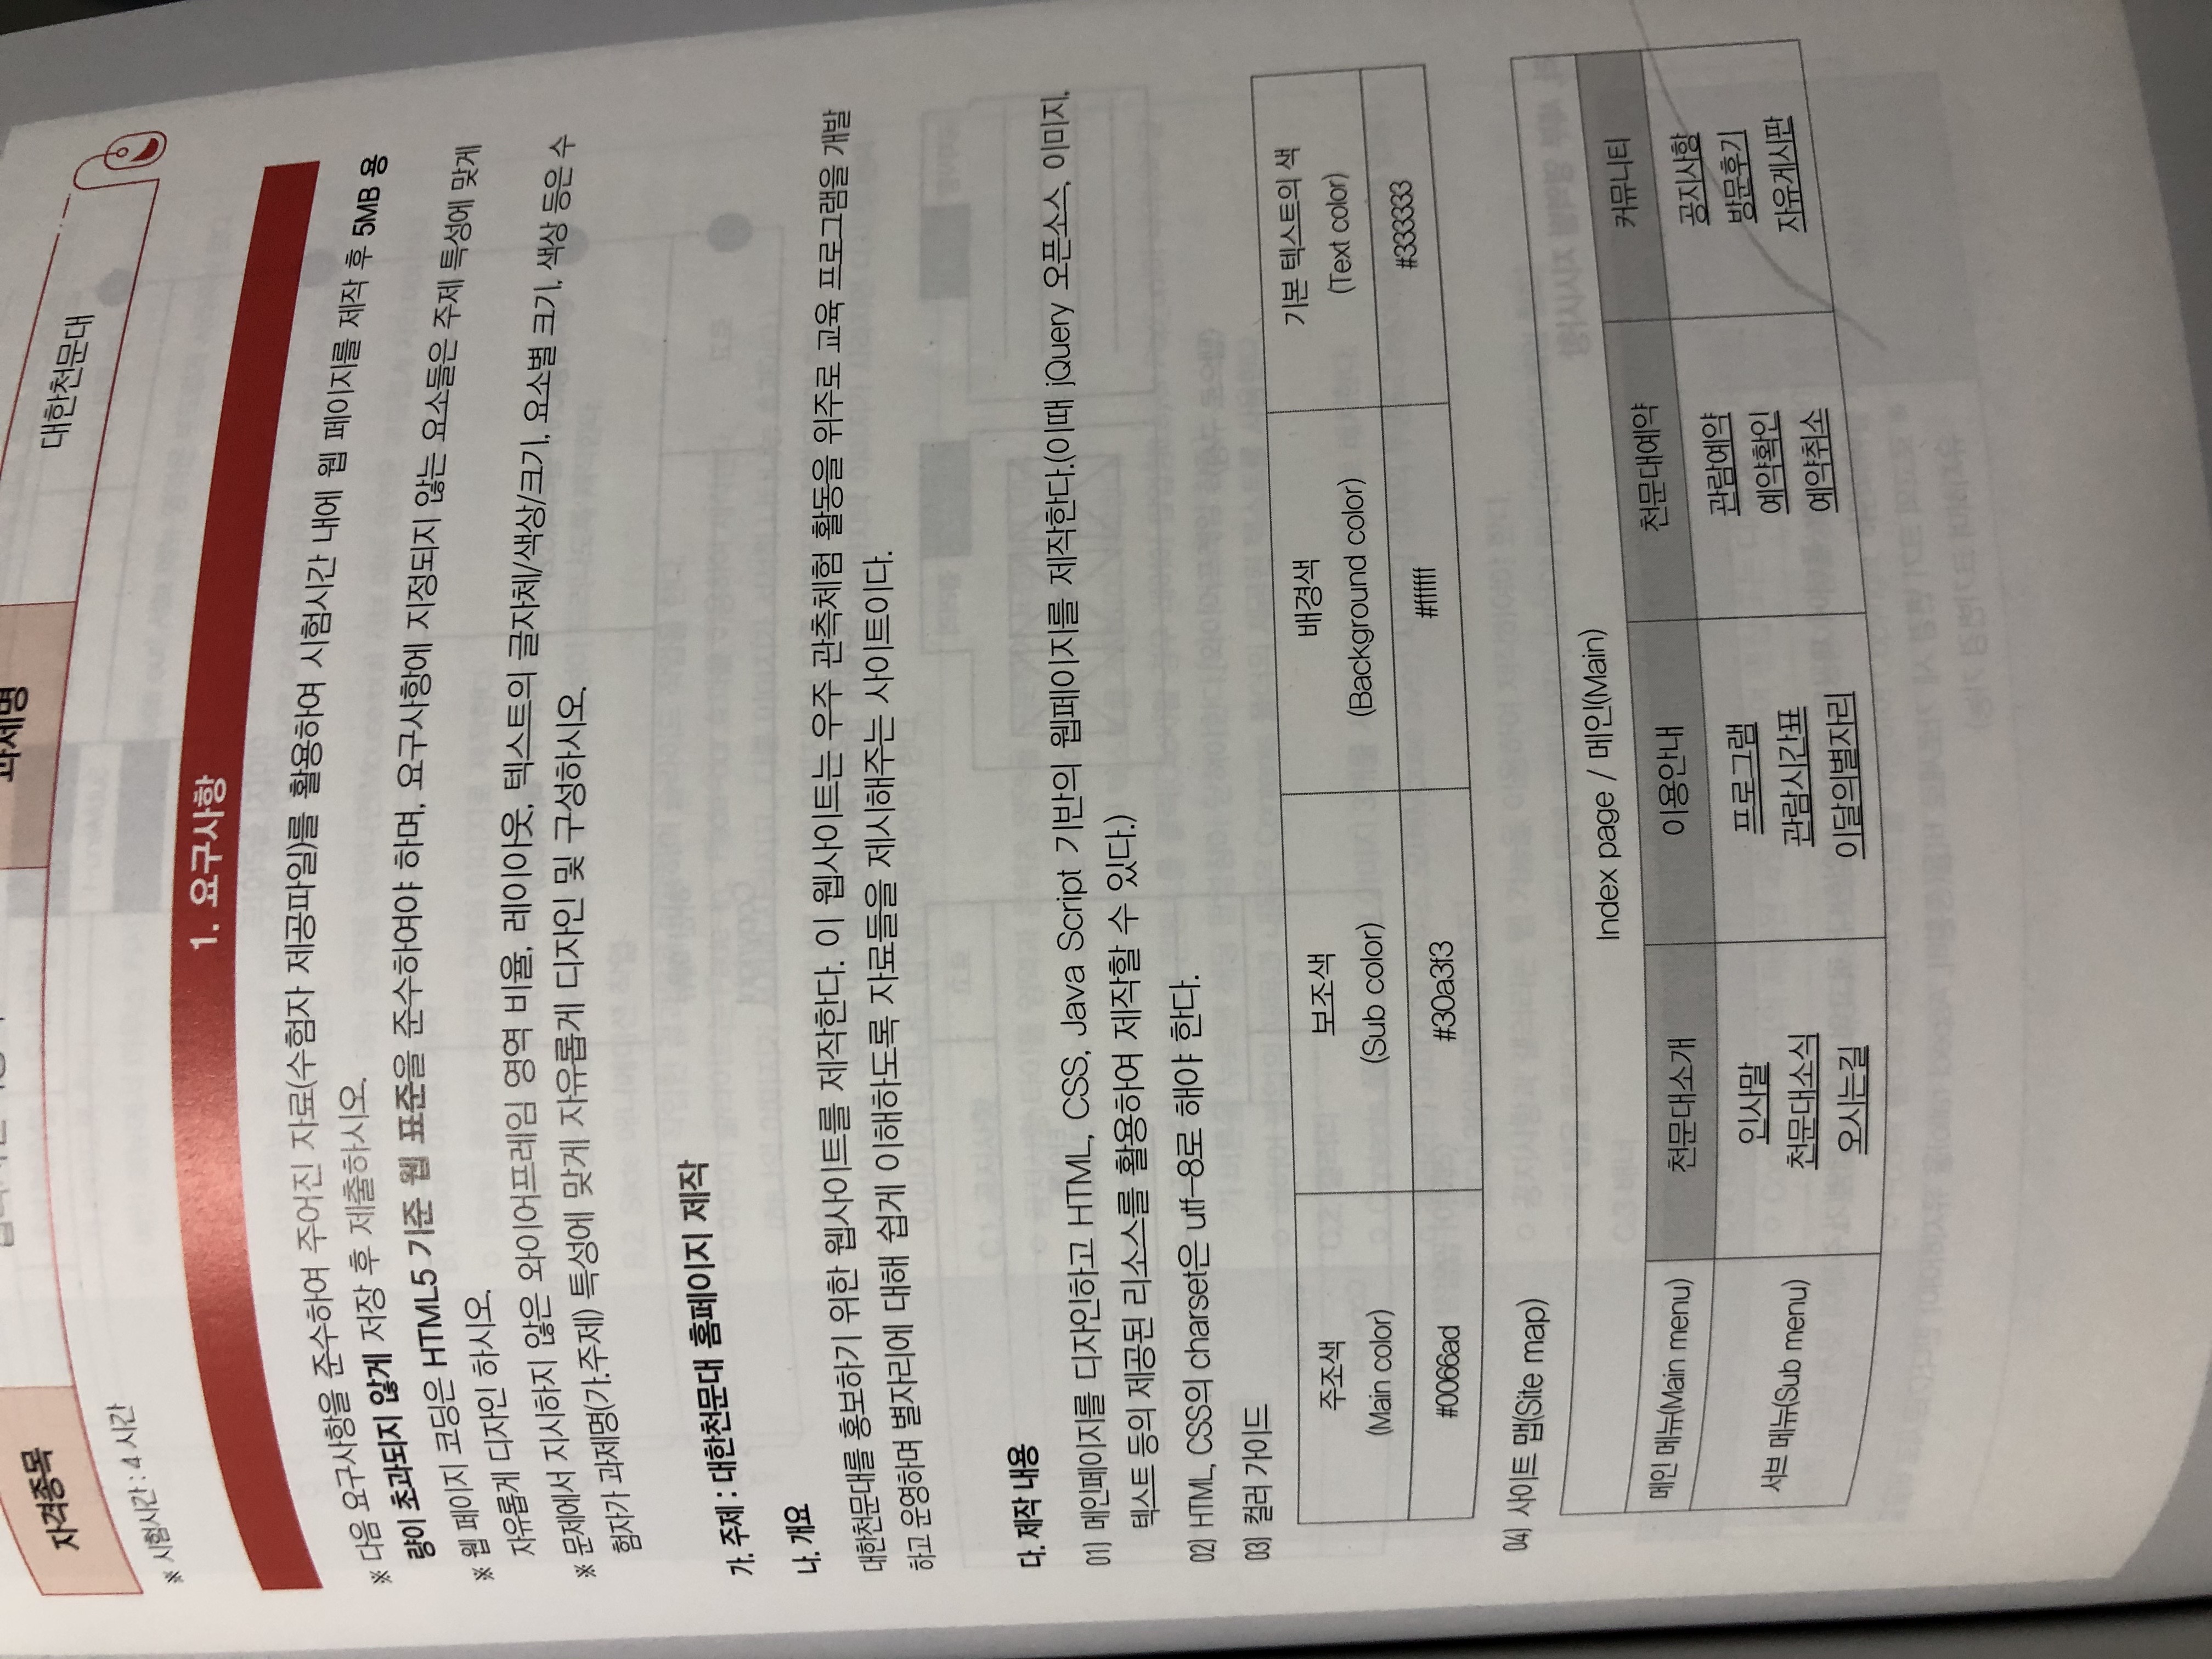 자격종목
과제명
대한천문대
※ 시험시간 : 4 시간
1. 요구사항
※ 다음 요구사항을 준수하여 주어진 자료(수험자 제공파일)를 활용하여 시험시간 내에 웹 페이지를 제작 후 5MB 용
량이 초과되지 않게 저장 후 제출하시오.
※ 웹 페이지 코딩은 HTML5 기준 웹 표준을 준수하여야 하며, 요구사항에 지정되지 않는 요소들은 주제 특성에 맞게
자유롭게 디자인 하시오.
※ 문제에서 지시하지 않은 와이어프레임 영역 비율, 레이아웃, 텍스트의 글자체/색상/크기, 요소별 크기, 색상 등은 수
험자가 과제명(가.주제) 특성에 맞게 자유롭게 디자인 및 구성하시오.
가. 주제 : 대한천문대 홈페이지 제작
나. 개요
대한천문대를 홍보하기 위한 웹사이트를 제작한다. 이 웹사이트는 우주 관측체험 활동을 위주로 교육 프로그램을 개발
하고 운영하며 별자리에 대해 쉽게 이해하도록 자료들을 제시해주는 사이트이다.
다. 제작 내용
01) 메인페이지를 디자인하고 HTML, CSS, Java Script 기반의 웹페이지를 제작한다.(이때 jQuery 오픈소스, 이미지,
텍스트 등의 제공된 리소스를 활용하여 제작할 수 있다.)
02) HTML, CSS의 charset은 utf-8로 해야 한다.
03) 컬러 가이드
주조색 보조색 배경색 기본 텍스트의 색
(Main color) (Sub color) (Background color) (Text color)
#0066ad #30a3f3 #ffffff #333333
04) 사이트 맵(Site map)
Index page / 메인(Main)
메인 메뉴(Main menu) 천문대소개 이용안내 천문대예약 커뮤니티
서브 메뉴(Sub menu)
인사말 프로그램 관람예약 공지사항
천문대소식 관람시간표 예약확인 방문후기
오시는길 이달의별자리 예약취소 자유게시판